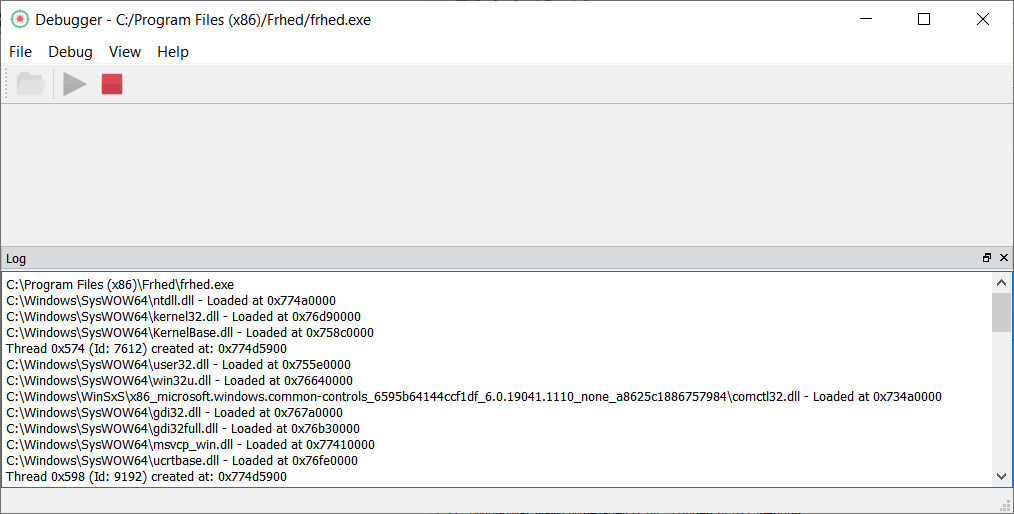 Debugger - C:/Program Files (x86)/Frhed/frhed.exe
File Debug View Help
Log
C:\Program Files (x86)\Frhed\frhed.exe
C:\Windows\SysWOW64\ntdll.dll - Loaded at 0x774a0000
C:\Windows\SysWOW64\kernel32.dll - Loaded at 0x76d90000
C:\Windows\SysWOW64\KernelBase.dll - Loaded at 0x758c0000
Thread 0x574 (Id: 7612) created at: 0x774d5900
C:\Windows\SysWOW64\user32.dll - Loaded at 0x755e0000
C:\Windows\SysWOW64\win32u.dll - Loaded at 0x76640000
C:\Windows\WinSxS\x86_microsoft.windows.common-controls_6595b64144ccf1df_6.0.19041.1110_none_a8625c1886757984\comctl32.dll - Loaded at 0x734a0000
C:\Windows\SysWOW64\gdi32.dll - Loaded at 0x767a0000
C:\Windows\SysWOW64\gdi32full.dll - Loaded at 0x76b30000
C:\Windows\SysWOW64\msvcp_win.dll - Loaded at 0x77410000
C:\Windows\SysWOW64\ucrtbase.dll - Loaded at 0x76fe0000
Thread 0x598 (Id: 9192) created at: 0x774d5900